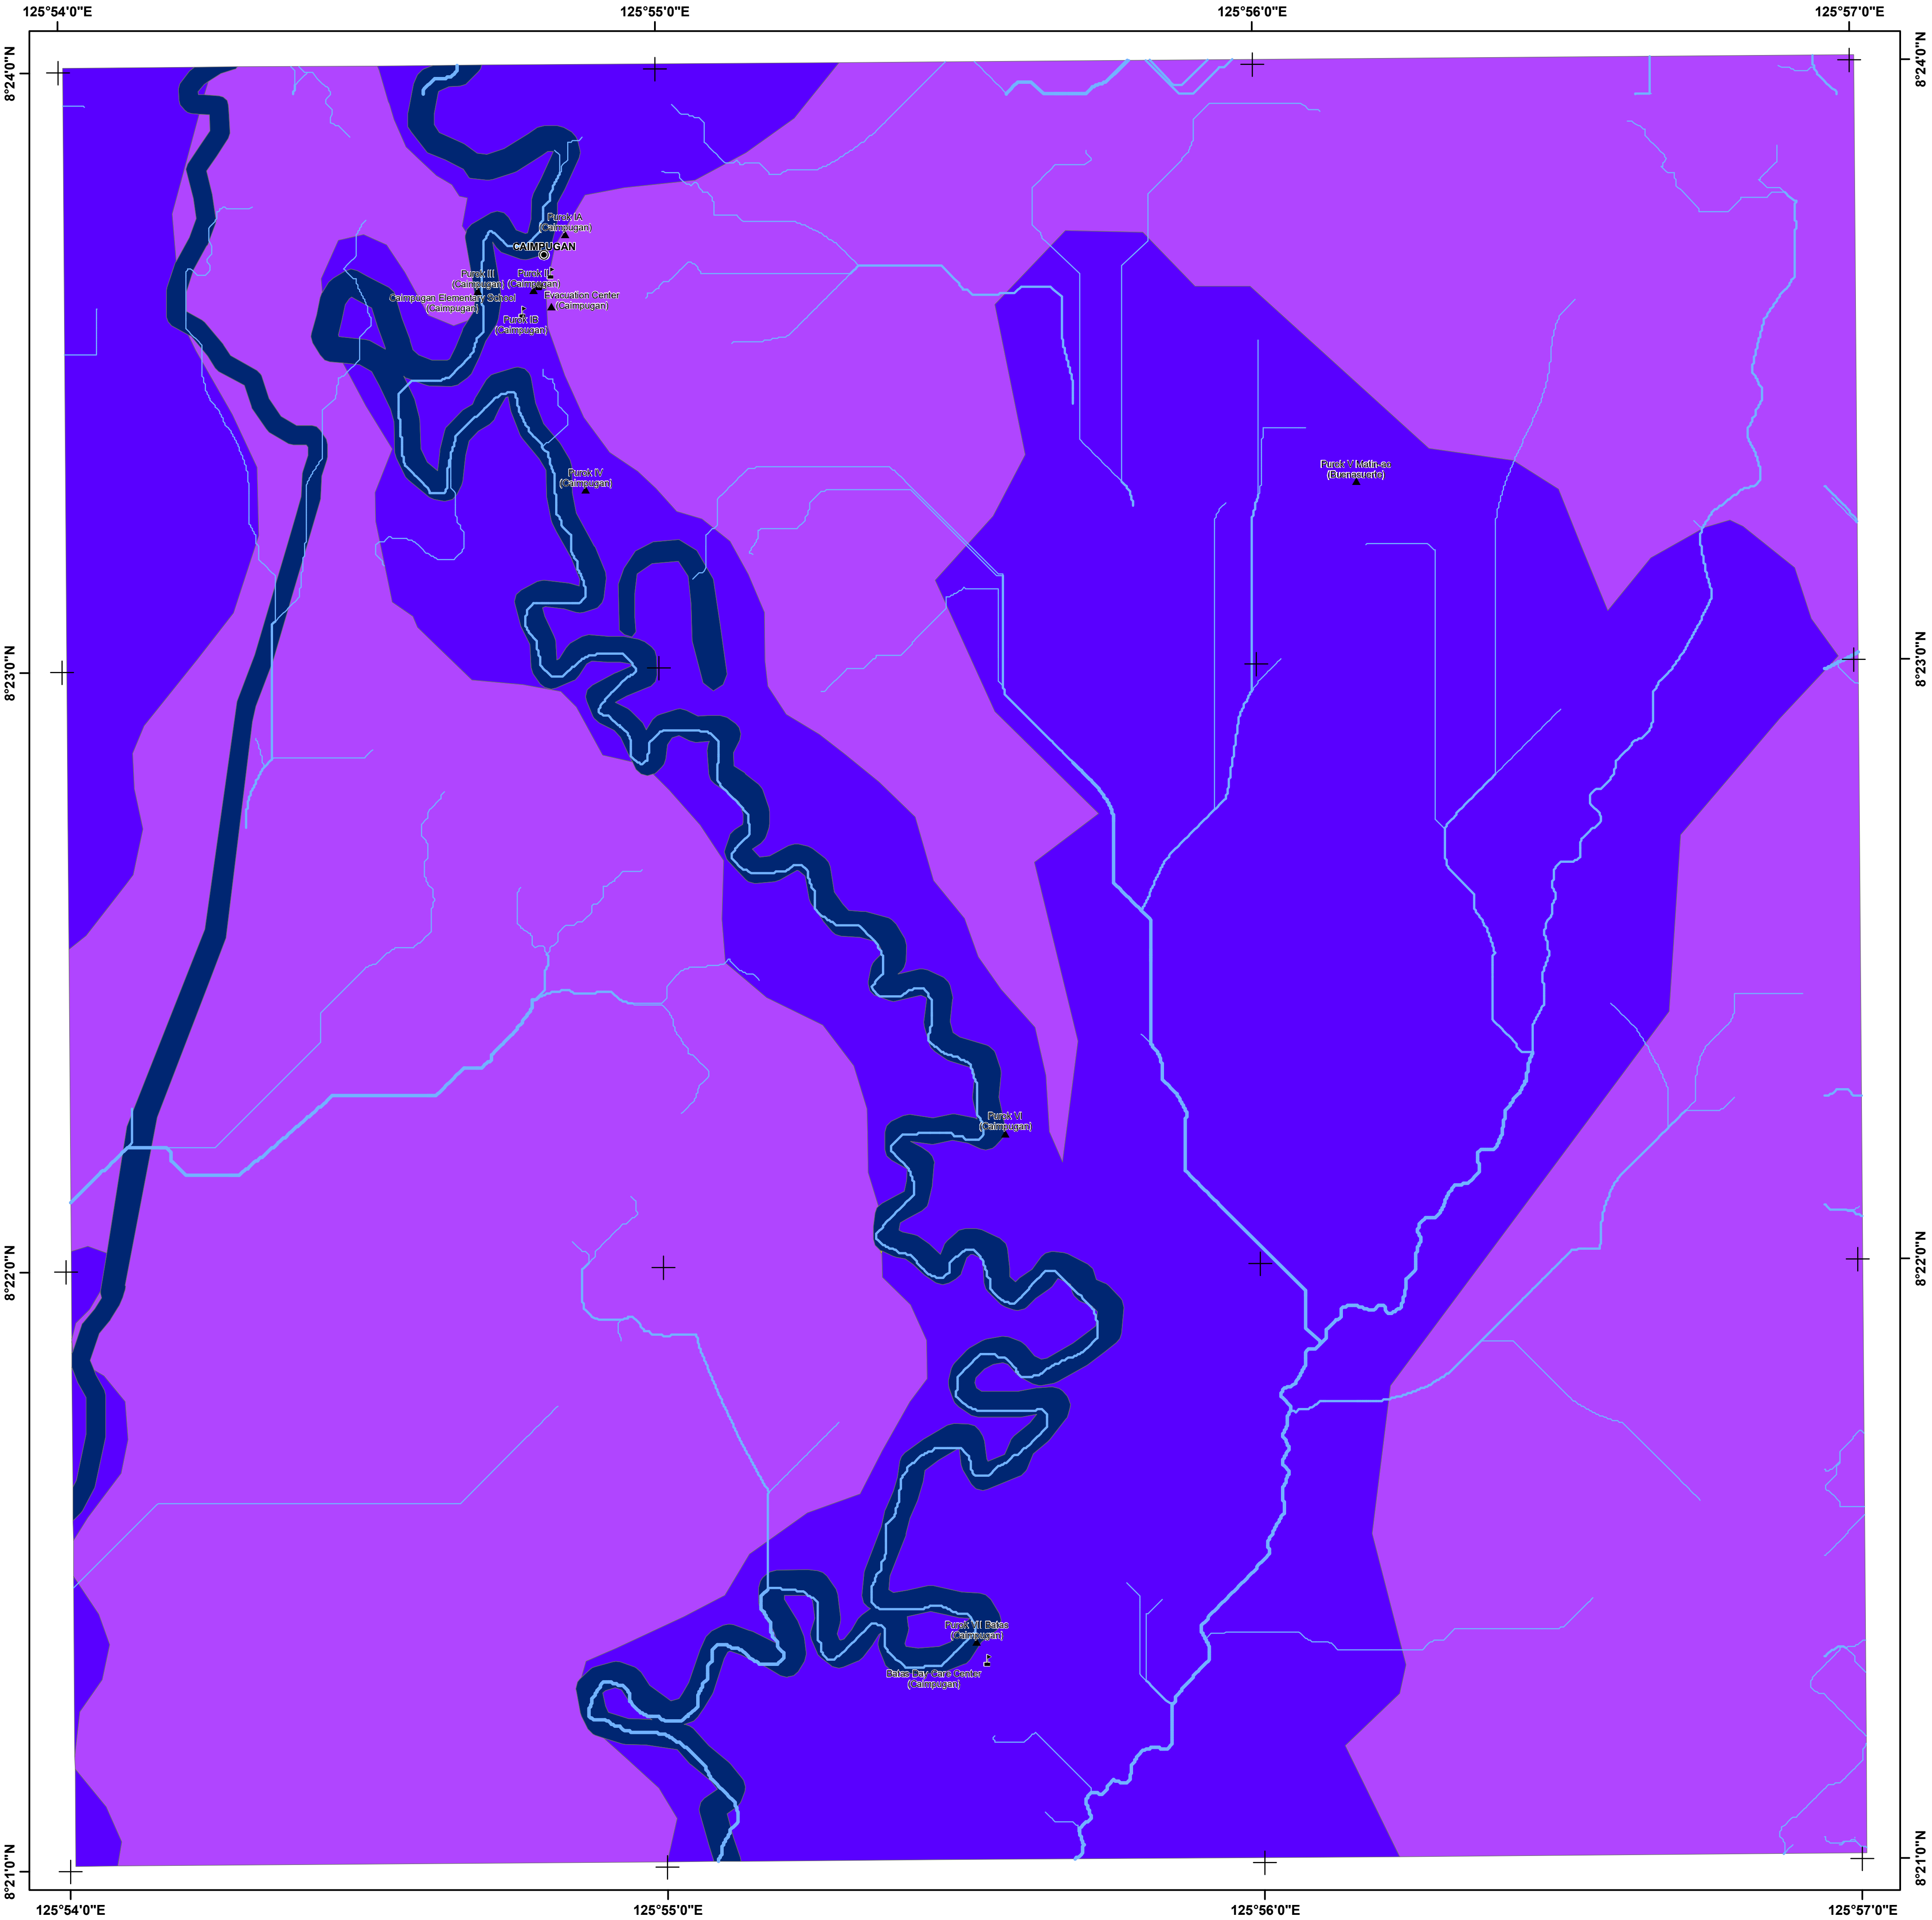 125°54'0"E 125°55'0"E 125°56'0"E 125°57'0"E
8°24'0"N 8°24'0"N
Purok IA
(Caimpugan)
CAIMPUGAN
Purok III
(Caimpugan)
Purok II
(Caimpugan)
Caimpugan Elementary School
(Caimpugan)
Evacuation Center
(Caimpugan)
Purok IB
(Caimpugan)
Purok IV
(Caimpugan)
Purok V Matin-ao
(Buenasuerte)
8°23'0"N 8°23'0"N
Purok VI
(Caimpugan)
8°22'0"N 8°22'0"N
Purok VII Batas
(Caimpugan)
Batas Day Care Center
(Caimpugan)
8°21'0"N 8°21'0"N
125°54'0"E 125°55'0"E 125°56'0"E 125°57'0"E